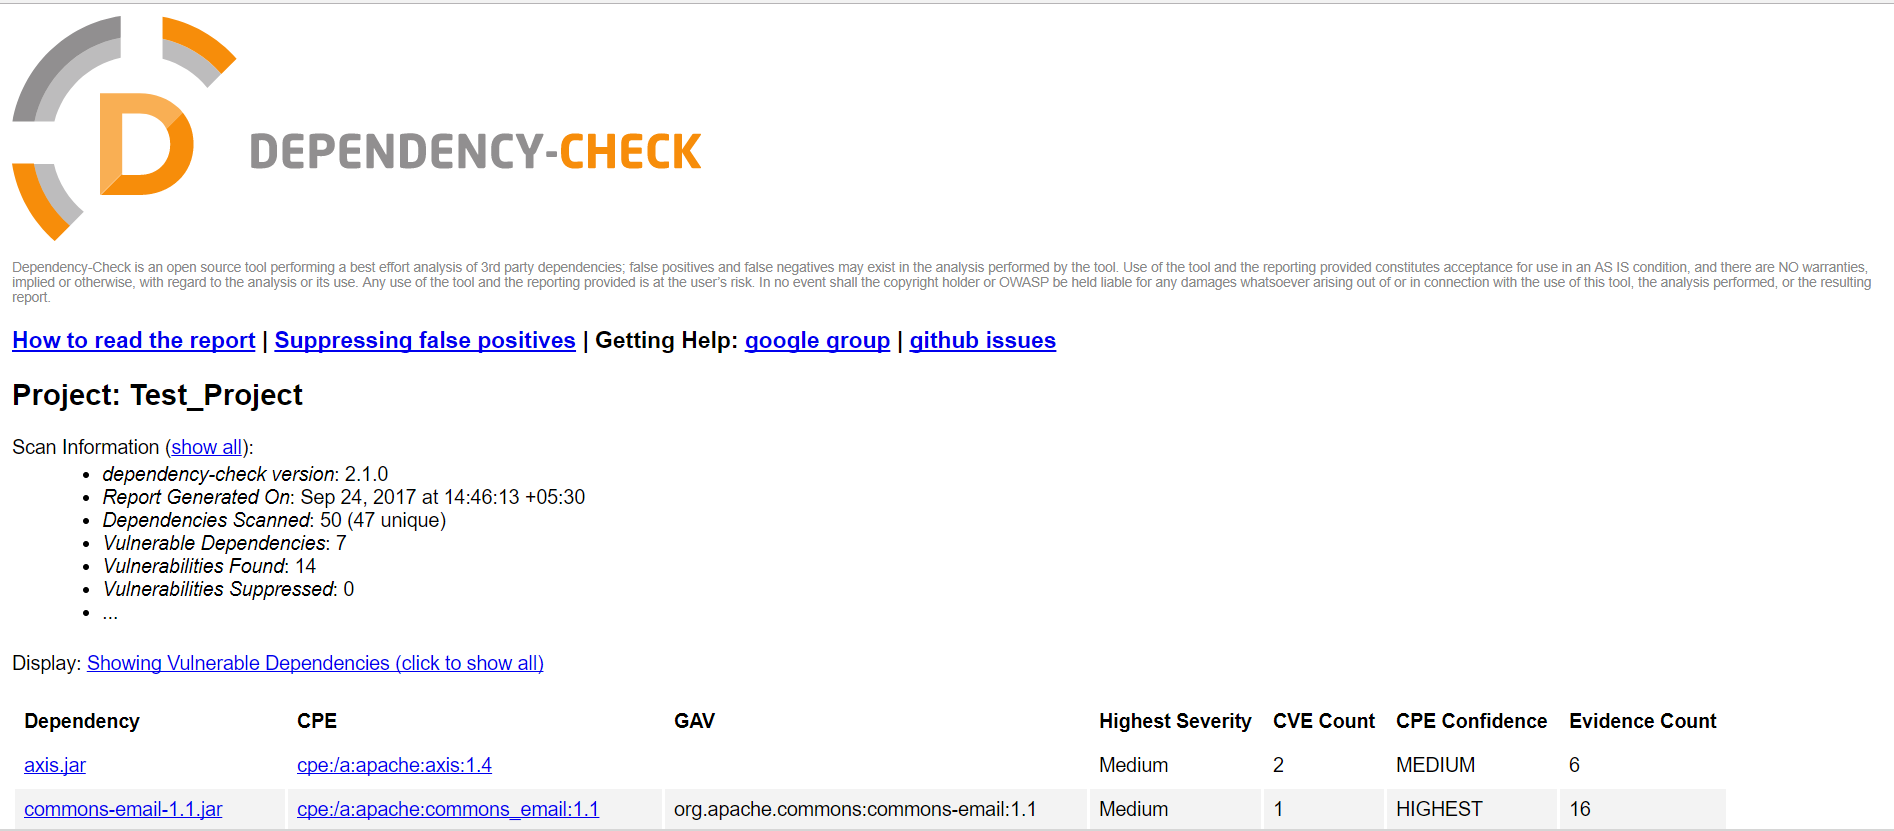 DEPENDENCY-CHECK
Dependency-Check is an open source tool performing a best effort analysis of 3rd party dependencies; false positives and false negatives may exist in the analysis performed by the tool. Use of the tool and the reporting provided constitutes acceptance for use in an AS IS condition, and there are NO warranties,
implied or otherwise, with regard to the analysis or its use. Any use of the tool and the reporting provided is at the user's risk. In no event shall the copyright holder or OWASP be held liable for any damages whatsoever arising out of or in connection with the use of this tool, the analysis performed, or the resulting
report.
How to read the report | Suppressing false positives | Getting Help: google group | github issues
Project: Test_Project
Scan Information (show all):
• dependency-check version: 2.1.0
• Report Generated On: Sep 24, 2017 at 14:46:13 +05:30
• Dependencies Scanned: 50 (47 unique)
• Vulnerable Dependencies: 7
• Vulnerabilities Found: 14
• Vulnerabilities Suppressed: 0
• ...
Display: Showing Vulnerable Dependencies (click to show all)
Dependency CPE GAV Highest Severity CVE Count CPE Confidence Evidence Count
axis.jar cpe:/a:apache:axis:1.4 Medium 2 MEDIUM 6
commons-email-1.1.jar cpe:/a:apache:commons_email:1.1 org.apache.commons:commons-email:1.1 Medium 1 HIGHEST 16